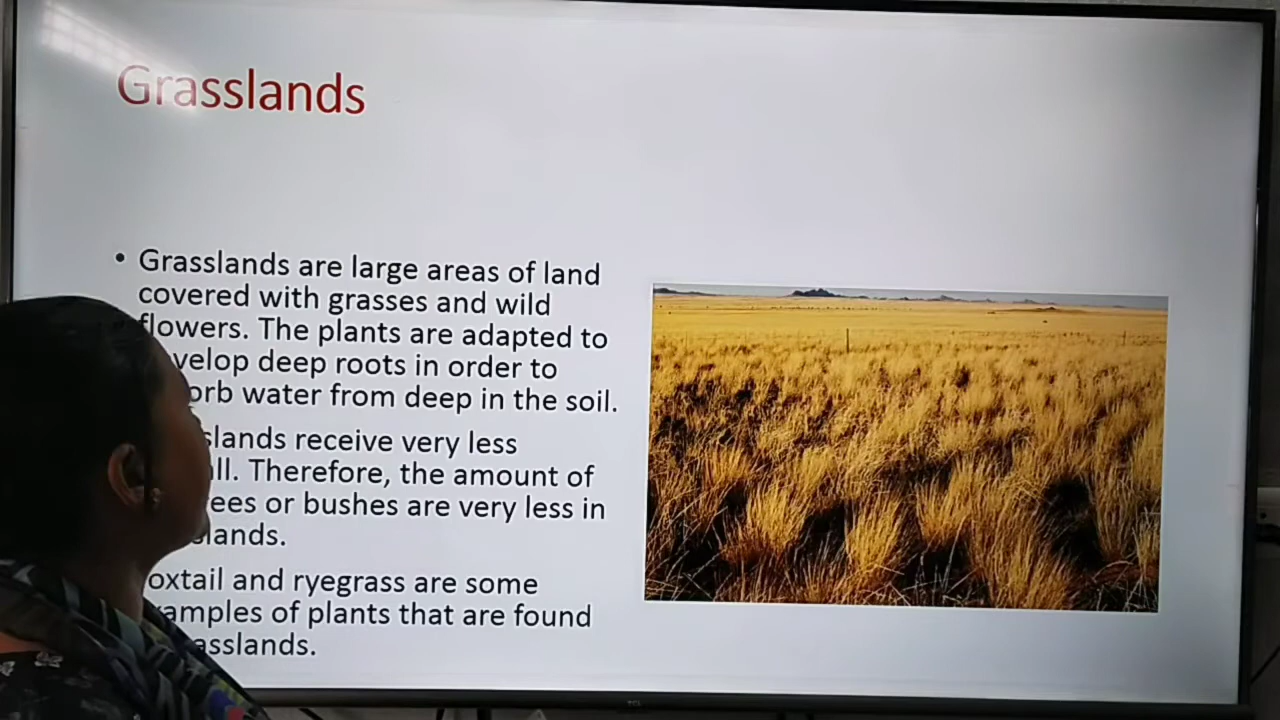 Grasslands
• Grasslands are large areas of land
covered with grasses and wild
flowers. The plants are adapted to
velop deep roots in order to
orb water from deep in the soil.
slands receive very less
ll. Therefore, the amount of
ees or bushes are very less in
slands.
oxtail and ryegrass are some
amples of plants that are found
asslands.